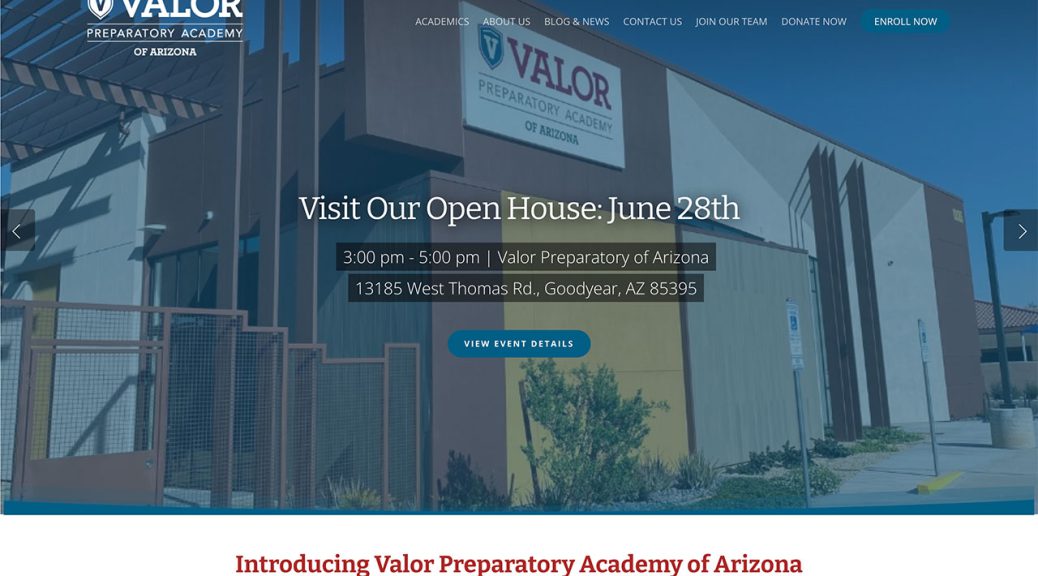 VALOR
PREPARATORY ACADEMY
OF ARIZONA
ACADEMICS ABOUT US BLOG & NEWS CONTACT US JOIN OUR TEAM DONATE NOW ENROLL NOW
V VALOR
PREPARATORY ACADEMY
OF ARIZONA
Visit Our Open House: June 28th
3:00 pm - 5:00 pm | Valor Preparatory of Arizona
13185 West Thomas Rd., Goodyear, AZ 85395
VIEW EVENT DETAILS
Introducing Valor Preparatory Academy of Arizona